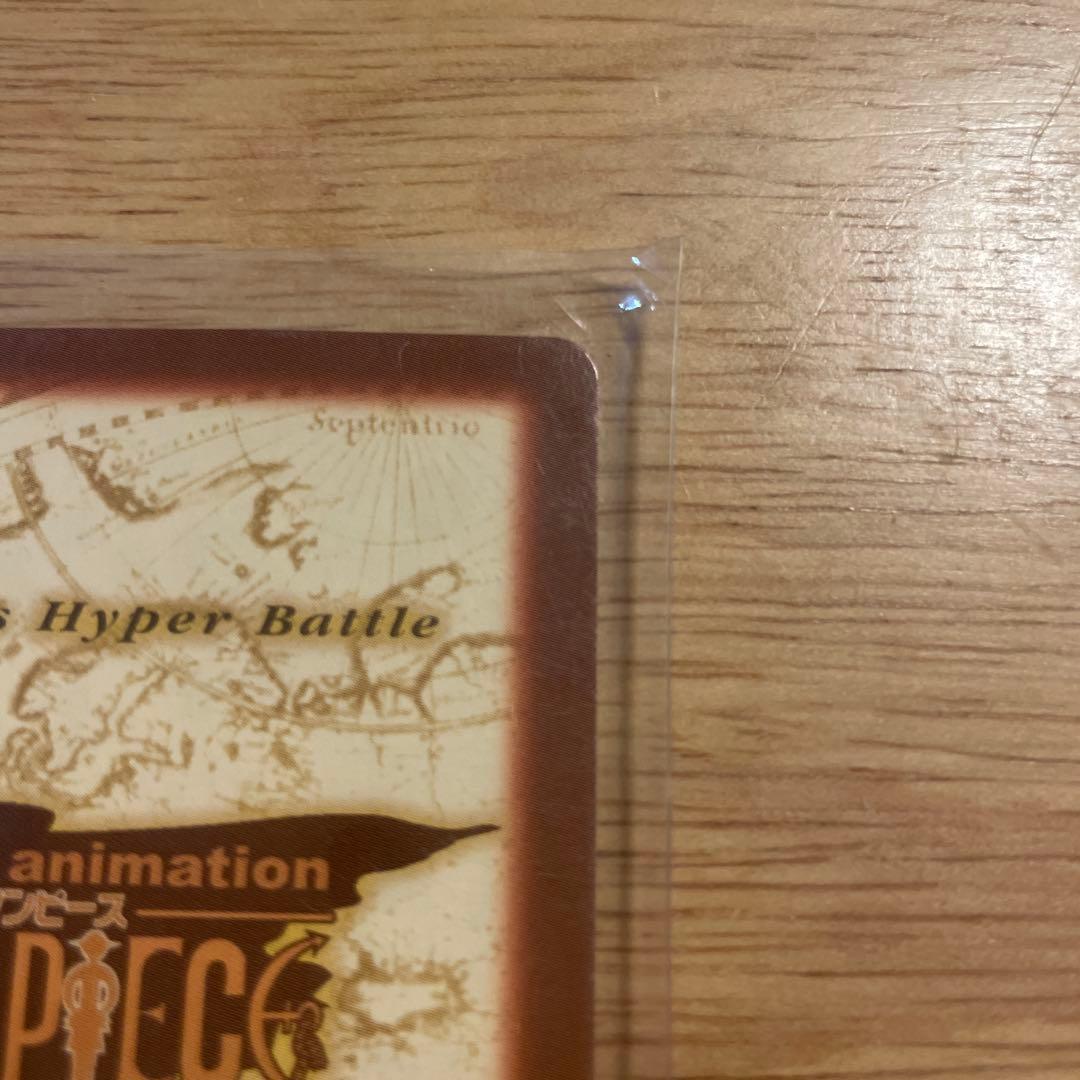 Septentrio
s Hyper Battle
animation
ンピース
PIECE